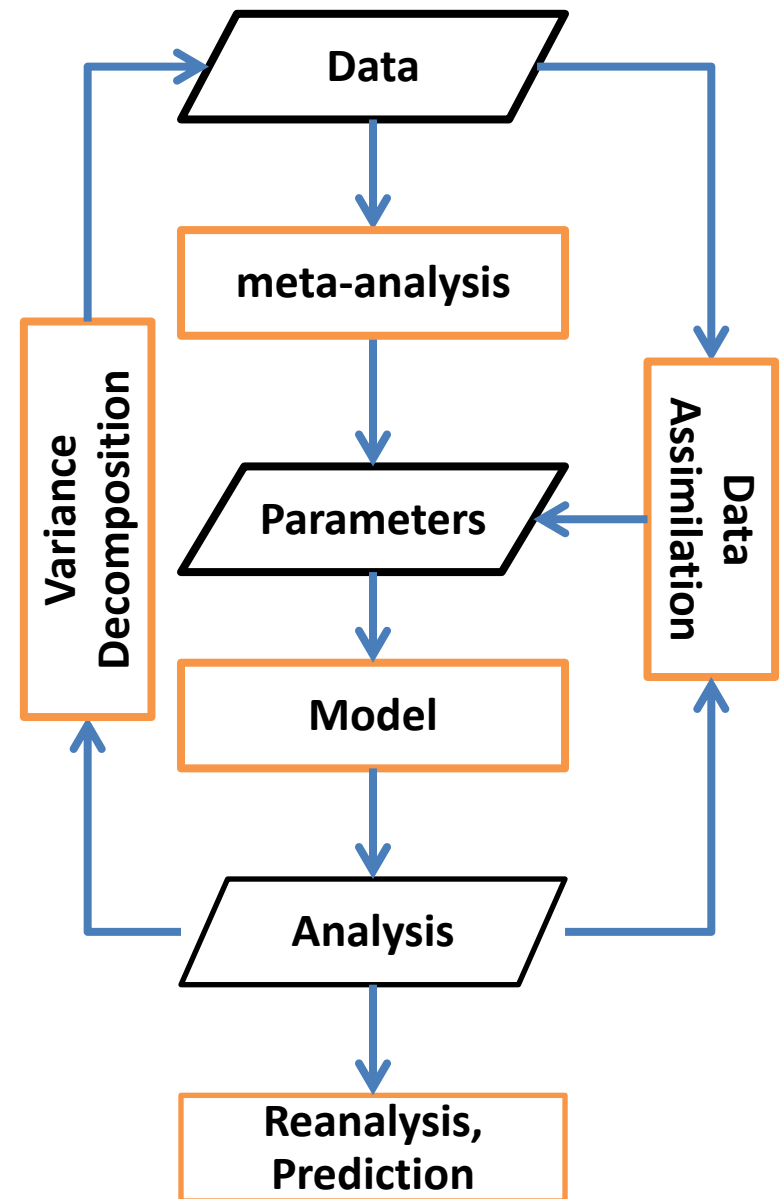 Data
meta-analysis
Variance
Decomposition
Data
Assimilation
Parameters
Model
Analysis
Reanalysis,
Prediction